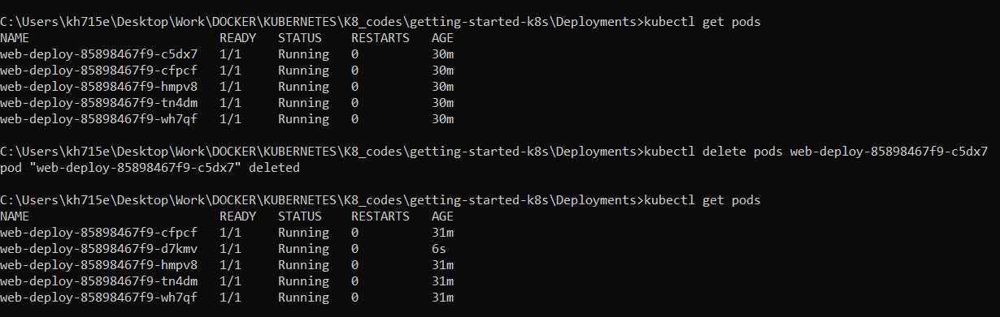 C:\Users\kh715e\Desktop\Work\DOCKER\KUBERNETES\K8_codes\getting-started-k8s\Deployments>kubectl get pods
NAME                          READY   STATUS    RESTARTS   AGE
web-deploy-85898467f9-c5dx7   1/1     Running   0          30m
web-deploy-85898467f9-cfpcf   1/1     Running   0          30m
web-deploy-85898467f9-hmpv8   1/1     Running   0          30m
web-deploy-85898467f9-tn4dm   1/1     Running   0          30m
web-deploy-85898467f9-wh7qf   1/1     Running   0          30m
C:\Users\kh715e\Desktop\Work\DOCKER\KUBERNETES\K8_codes\getting-started-k8s\Deployments>kubectl delete pods web-deploy-85898467f9-c5dx7
pod "web-deploy-85898467f9-c5dx7" deleted
C:\Users\kh715e\Desktop\Work\DOCKER\KUBERNETES\K8_codes\getting-started-k8s\Deployments>kubectl get pods
NAME                          READY   STATUS    RESTARTS   AGE
web-deploy-85898467f9-cfpcf   1/1     Running   0          31m
web-deploy-85898467f9-d7kmv   1/1     Running   0          6s
web-deploy-85898467f9-hmpv8   1/1     Running   0          31m
web-deploy-85898467f9-tn4dm   1/1     Running   0          31m
web-deploy-85898467f9-wh7qf   1/1     Running   0          31m